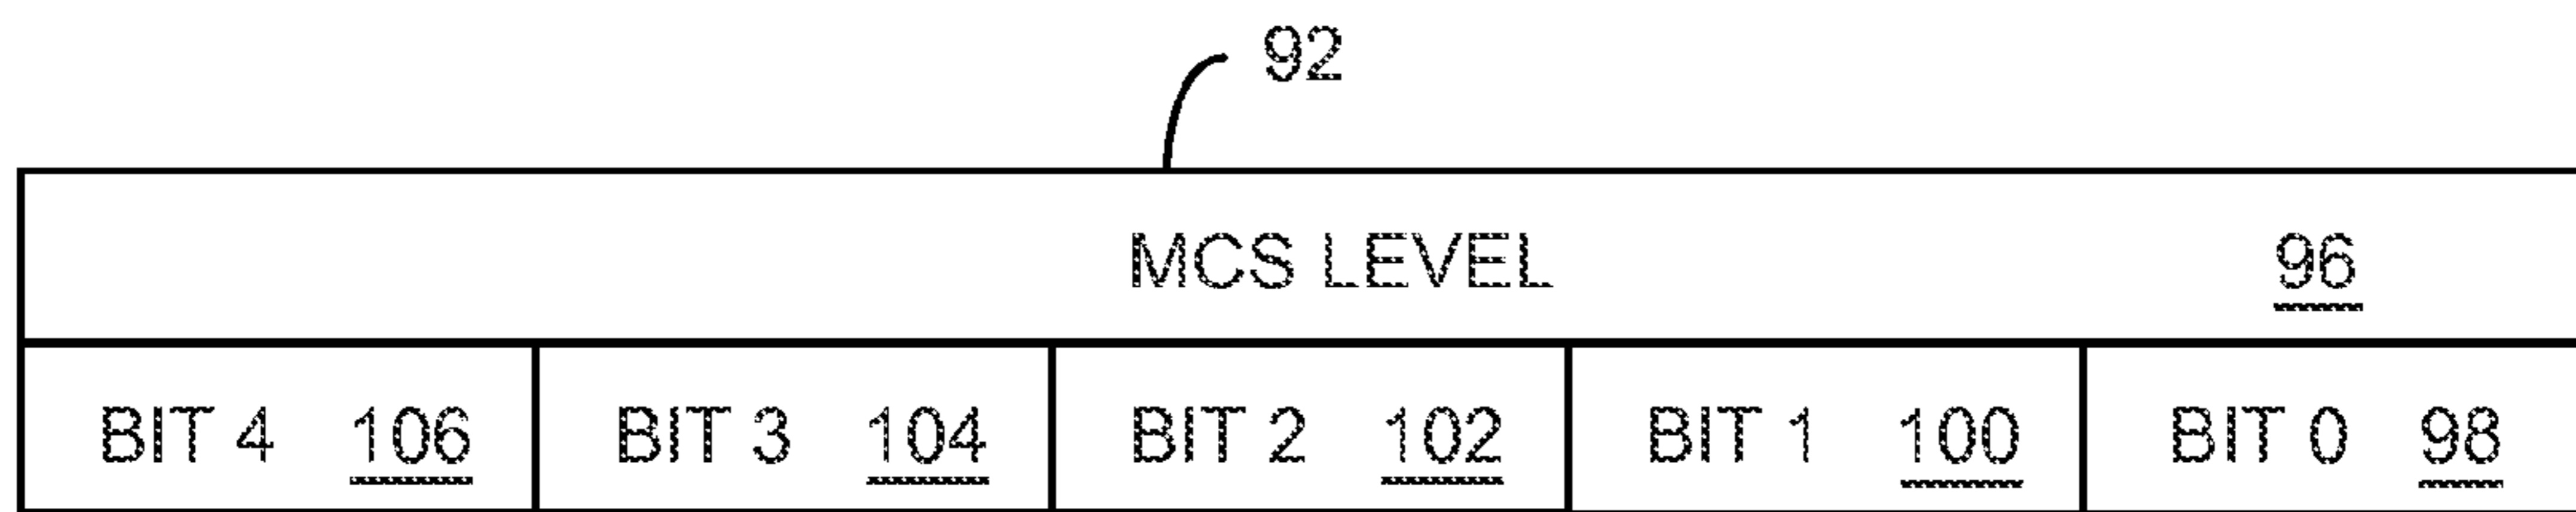 92
MCS LEVEL 96
BIT 4 106 BIT 3 104 BIT 2 102 BIT 1 100 BIT 0 98